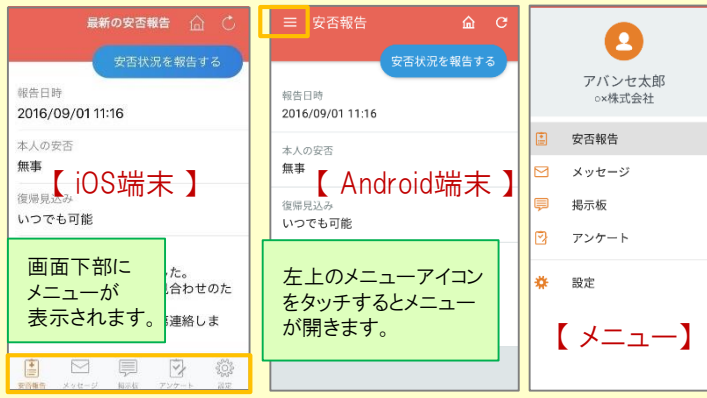 最新の安否報告
安否状況を報告する
報告日時
2016/09/01 11:16
本人の安否
無事
【 iOS端末 】
復帰見込み
いつでも可能
した。
合わせのた
連絡しま
画面下部に
メニューが
表示されます。
安否報告 メッセージ 掲示板 アンケート 設定
安否報告
安否状況を報告する
報告日時
2016/09/01 11:16
本人の安否
無事
【 Android端末 】
復帰見込み
いつでも可能
左上のメニューアイコン
をタッチするとメニュー
が開きます。
アバンセ太郎
○×株式会社
安否報告
メッセージ
掲示板
アンケート
設定
【 メニュー】